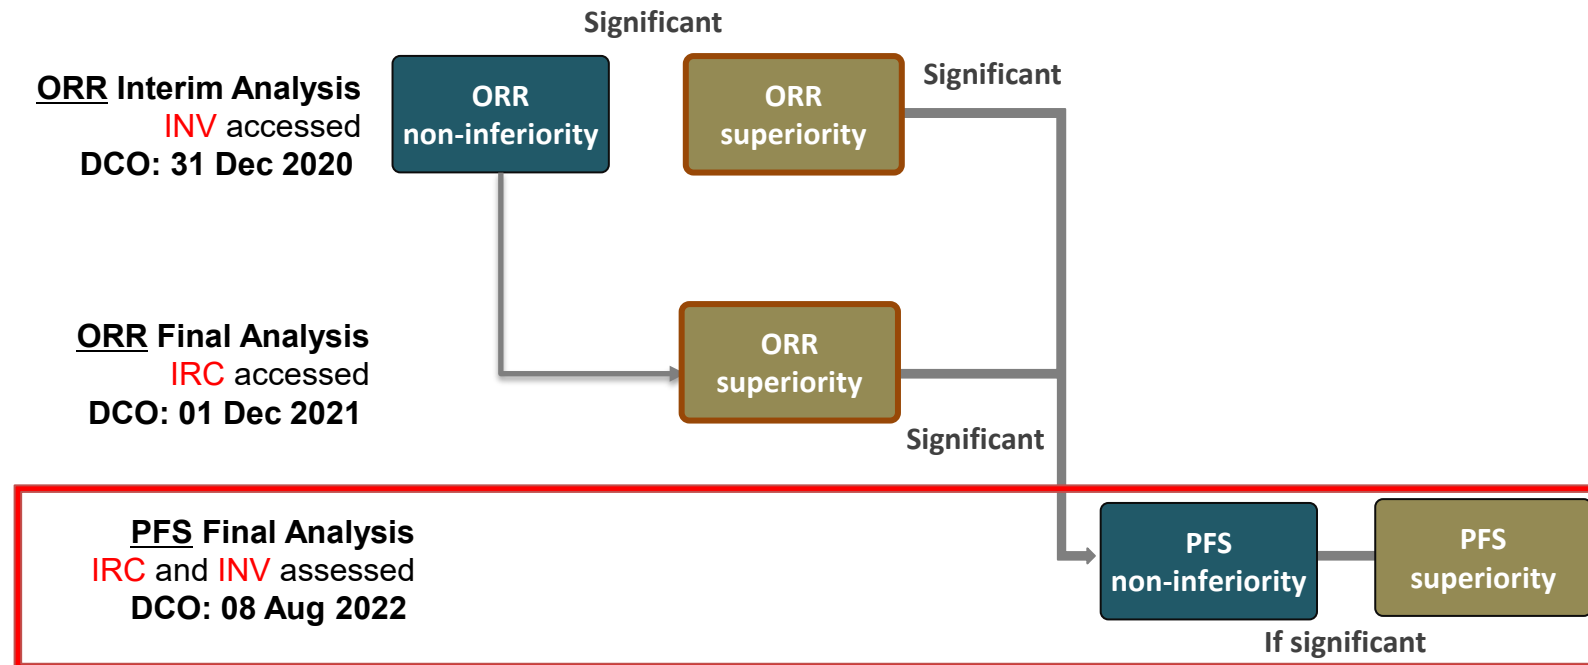 Significant
ORR Interim Analysis
INV accessed
DCO: 31 Dec 2020
ORR
non-inferiority
ORR
superiority
Significant
ORR Final Analysis
IRC accessed
DCO: 01 Dec 2021
ORR
superiority
Significant
PFS Final Analysis
IRC and INV assessed
DCO: 08 Aug 2022
PFS
non-inferiority
PFS
superiority
If significant